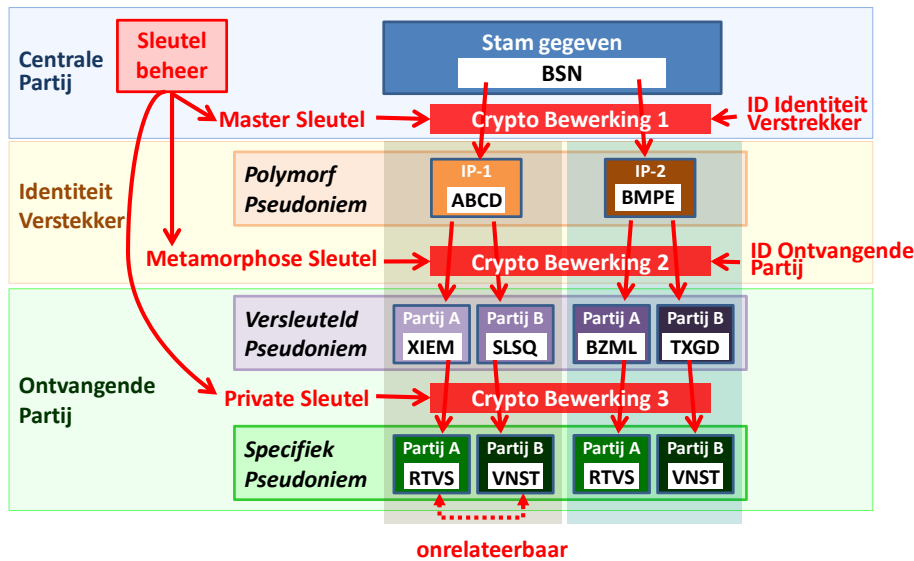 Centrale
Partij
Sleutel
beheer
Stam gegeven
BSN
Master Sleutel
Crypto Bewerking 1
ID Identiteit
Verstrekker
Identiteit
Verstekker
Polymorf
Pseudoniem
IP-1
ABCD
IP-2
BMPE
Metamorphose Sleutel
Crypto Bewerking 2
ID Ontvangende
Partij
Ontvangende
Partij
Versleuteld
Pseudoniem
Partij A
XIEM
Partij B
SLSQ
Partij A
BZML
Partij B
TXGD
Private Sleutel
Crypto Bewerking 3
Specifiek
Pseudoniem
Partij A
RTVS
Partij B
VNST
Partij A
RTVS
Partij B
VNST
onrelateerbaar